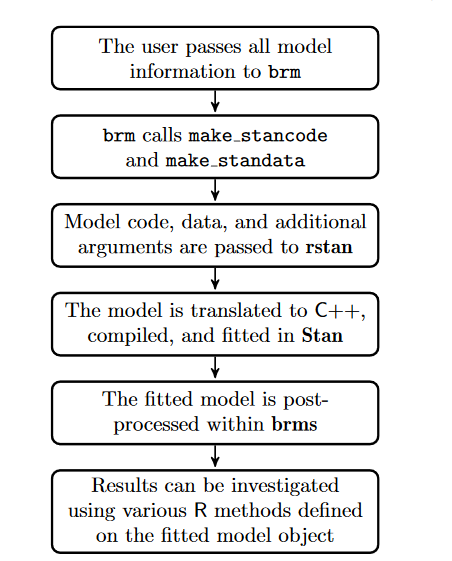 The user passes all model
information to brm
brm calls make_stancode
and make_standata
Model code, data, and additional
arguments are passed to rstan
The model is translated to C++,
compiled, and fitted in Stan
The fitted model is post-
processed within brms
Results can be investigated
using various R methods defined
on the fitted model object